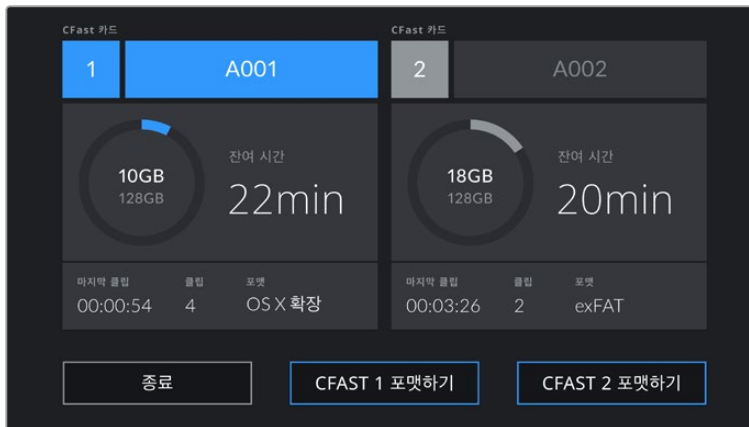 CFast 카드
1 A001
10GB
128GB
잔여 시간
22min
마지막 클립 클립 포맷
00:00:54 4 OS X 확장
CFast 카드
2 A002
18GB
128GB
잔여 시간
20min
마지막 클립 클립 포맷
00:03:26 2 exFAT
종료 CFAST 1 포맷하기 CFAST 2 포맷하기